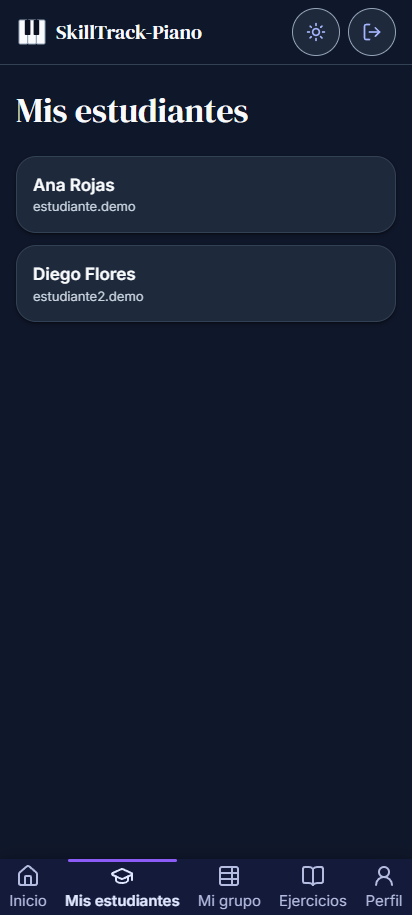 SkillTrack-Piano
Mis estudiantes
Ana Rojas
estudiante.demo
Diego Flores
estudiante2.demo
Inicio
Mis estudiantes
Mi grupo
Ejercicios
Perfil